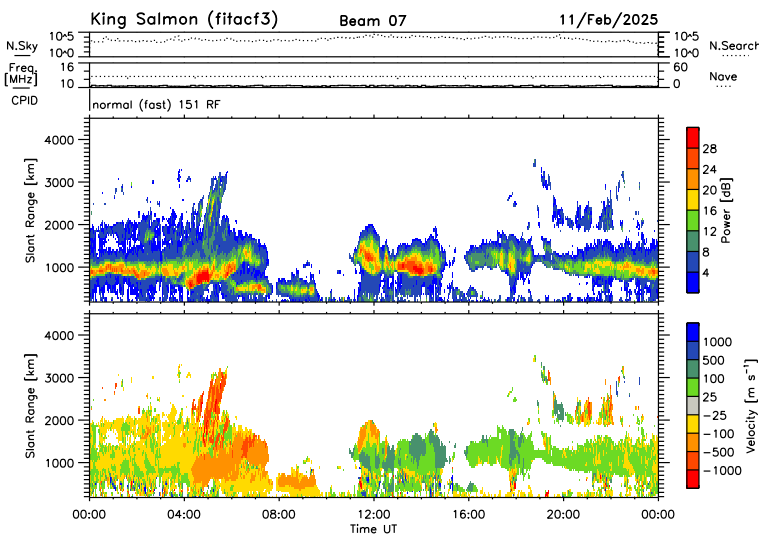 King Salmon (fitacf3) Beam 07 11/Feb/2025
N.Sky 10^5 10^5 N.Search
10^0 10^0
Freq. 16 60 Nave
[MHz] 10 0
CPID normal (fast) 151 RF
Slant Range [km]
4000
3000
2000
1000
28
24
20
16
12
8
4
Power [dB]
Slant Range [km]
4000
3000
2000
1000
1000
500
100
25
−25
−100
−500
−1000
Velocity [m s⁻¹]
00:00 04:00 08:00 12:00 16:00 20:00 00:00
Time UT